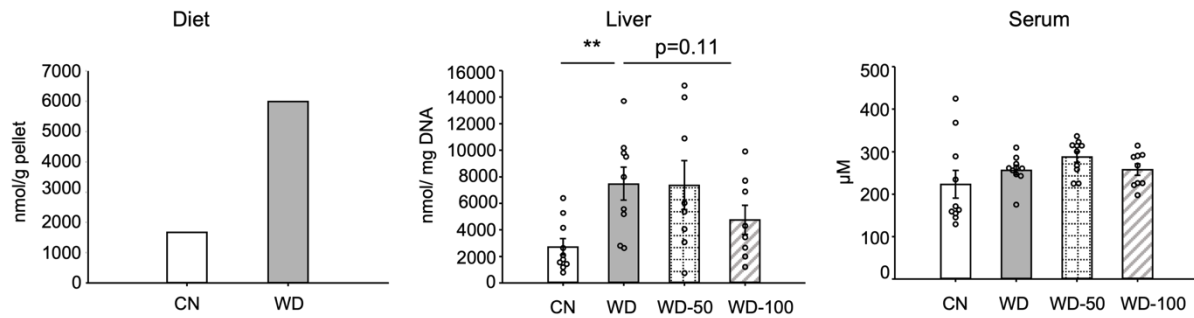 Diet
nmol/g pellet
7000
6000
5000
4000
3000
2000
1000
0
CN WD
Liver
** p=0.11
nmol/ mg DNA
16000
14000
12000
10000
8000
6000
4000
2000
0
CN WD WD-50 WD-100
Serum
µM
500
400
300
200
100
0
CN WD WD-50 WD-100